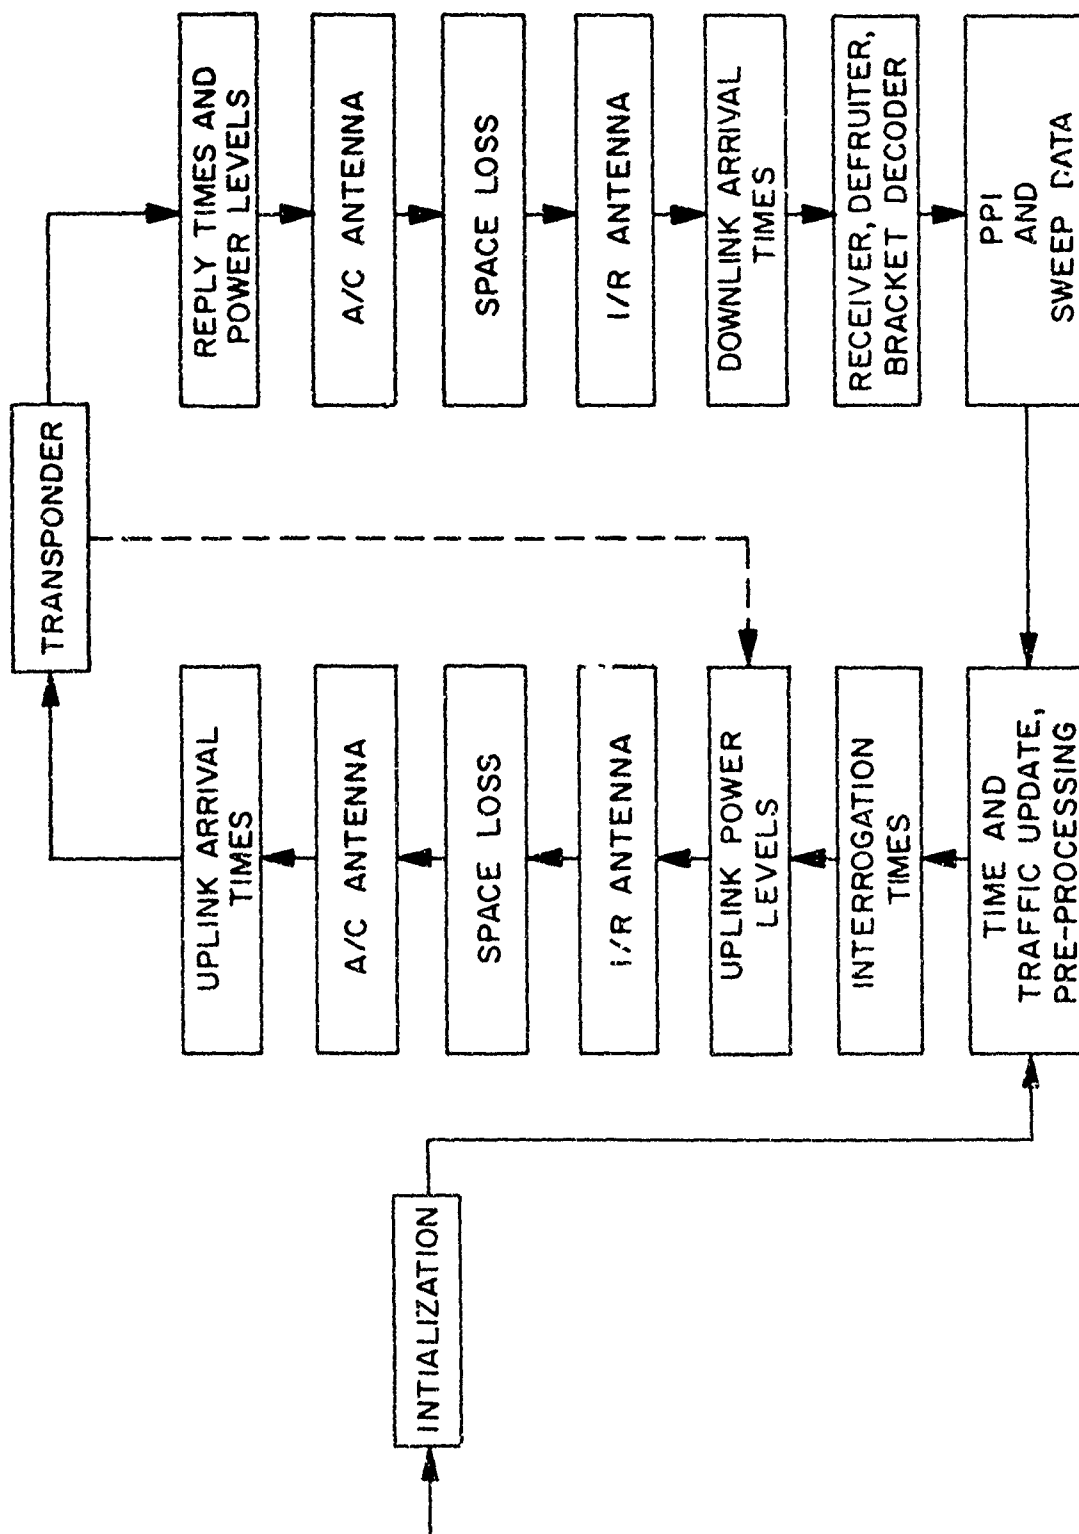 INTIALIZATION
TIME AND
TRAFFIC UPDATE,
PRE-PROCESSING
INTERROGATION
TIMES
UPLINK POWER
LEVELS
I/R ANTENNA
SPACE LOSS
A/C ANTENNA
UPLINK ARRIVAL
TIMES
TRANSPONDER
REPLY TIMES AND
POWER LEVELS
A/C ANTENNA
SPACE LOSS
I/R ANTENNA
DOWNLINK ARRIVAL
TIMES
RECEIVER, DEFRUITER,
BRACKET DECODER
PPI
AND
SWEEP DATA